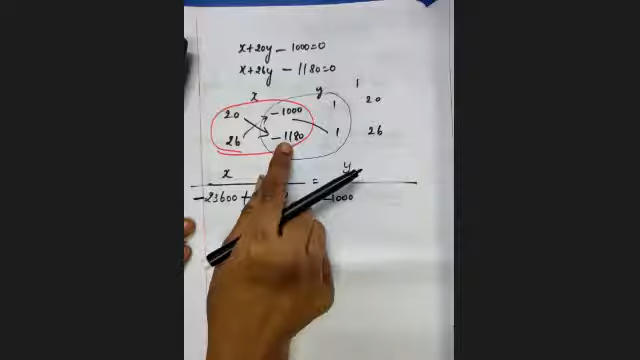 x+20y - 1000=0
x+26y - 1180=0
x y 1
20 -1000 1 20
26 -1180 1 26
x = y
-23600 + -1000